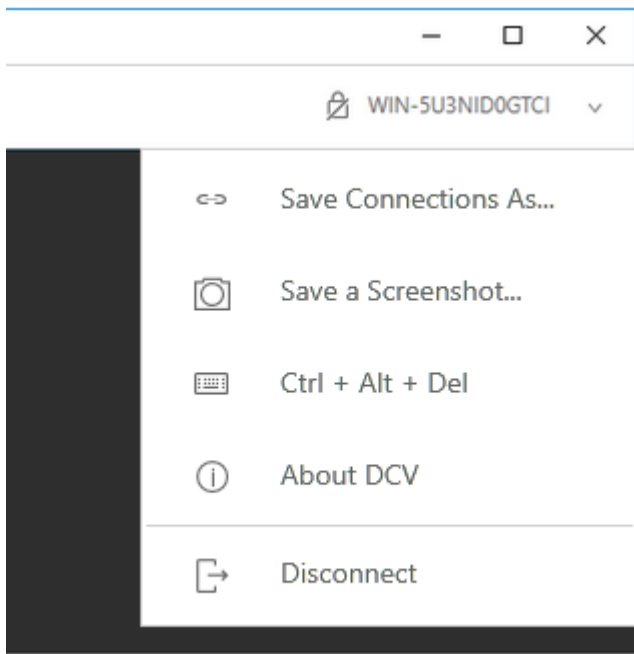 WIN-5U3NID0GTCI
Save Connections As...
Save a Screenshot...
Ctrl + Alt + Del
About DCV
Disconnect